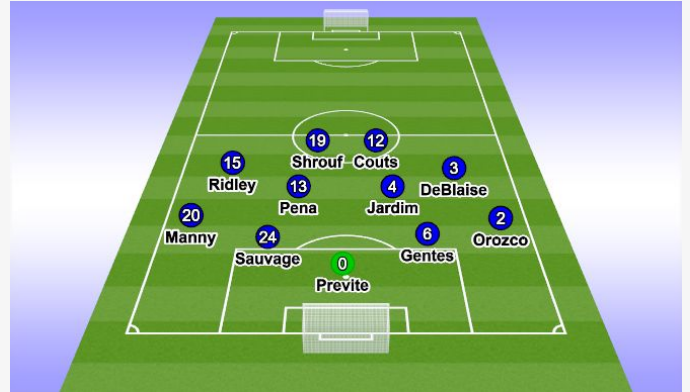 19
12
Shrouf
Couts
15
3
Ridley
DeBlaise
13
4
Pena
Jardim
20
2
Manny
Orozco
24
6
Sauvage
Gentes
0
Previte